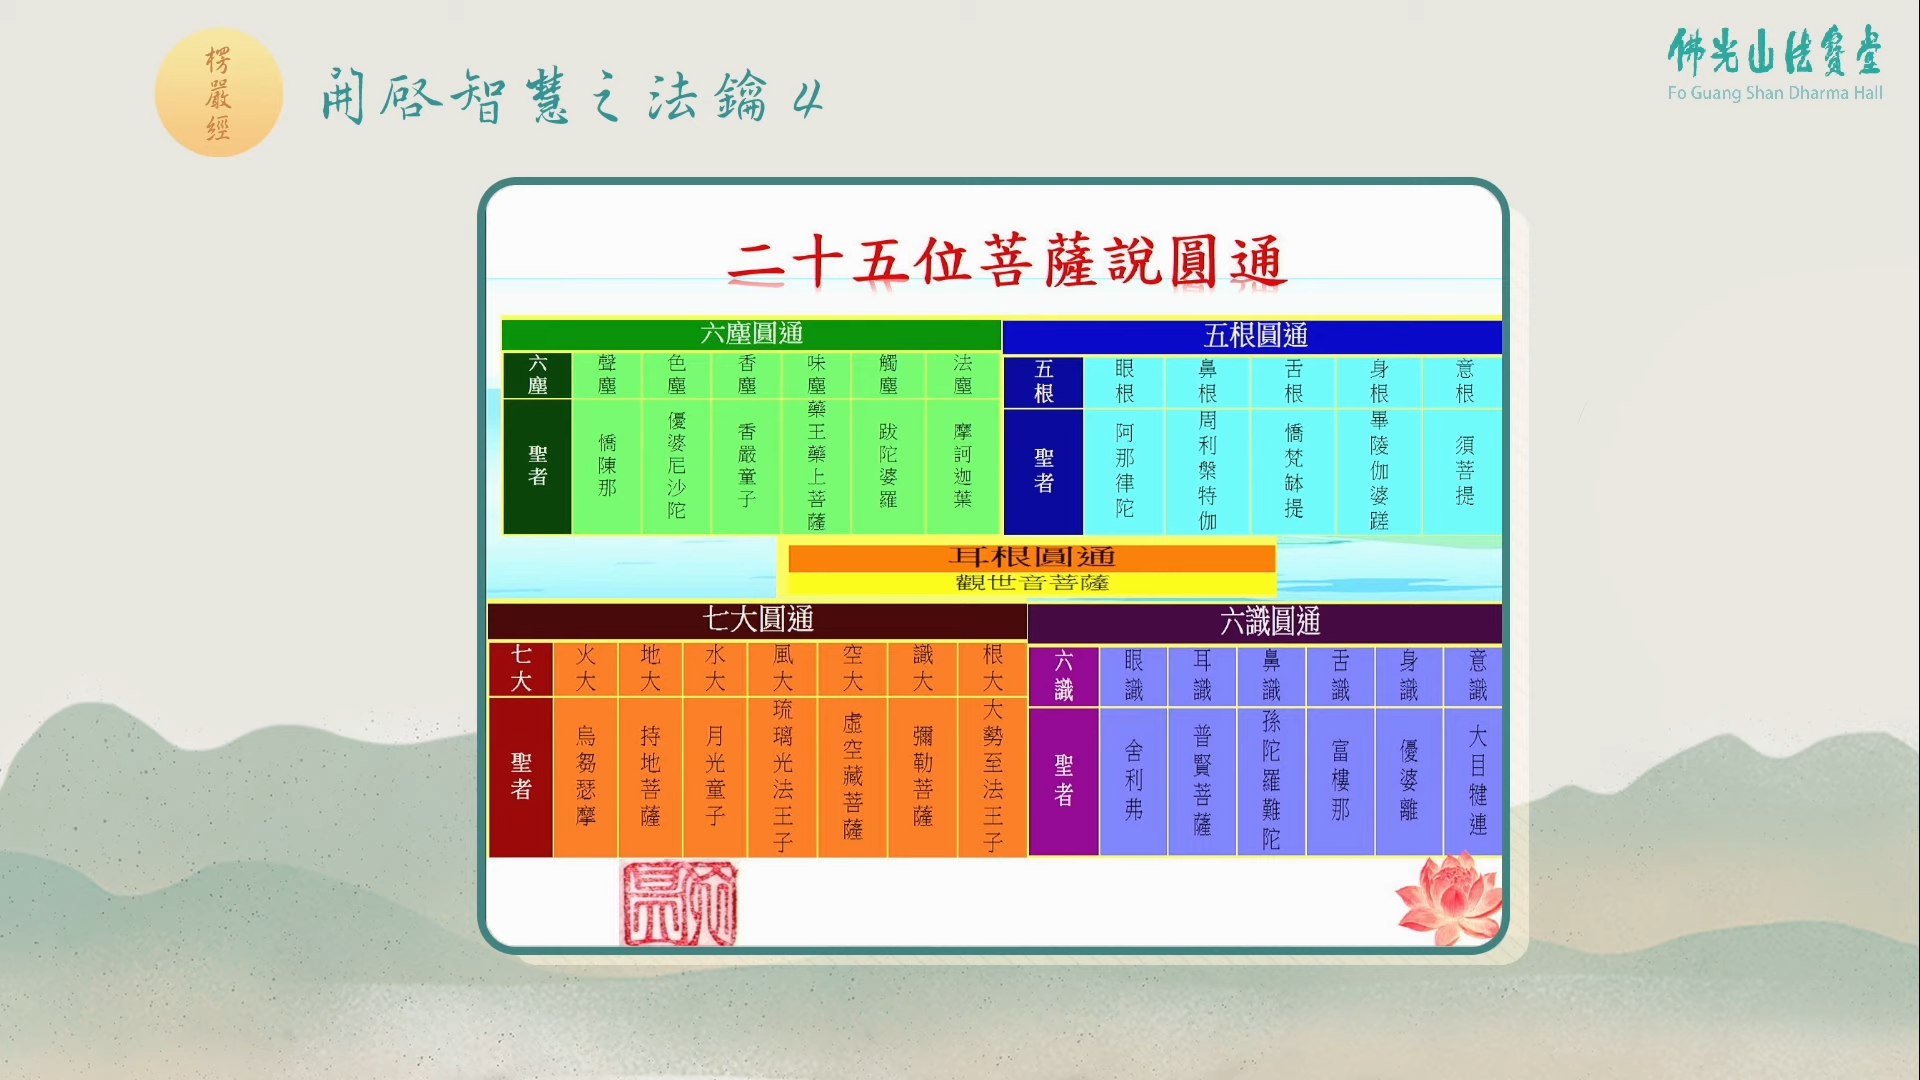 楞嚴經
開啓智慧之法鑰 4
佛光山法寶堂
Fo Guang Shan Dharma Hall
二十五位菩薩說圓通
六塵圓通
六塵 聲塵 色塵 香塵 味塵 觸塵 法塵
聖者 僑陳那 優婆尼沙陀 香嚴童子 藥王藥上菩薩 跋陀婆羅 摩訶迦葉
五根圓通
五根 眼根 鼻根 舌根 身根 意根
聖者 阿那律陀 周利槃特伽 憍梵缽提 畢陵伽婆蹉 須菩提
耳根圓通
觀世音菩薩
七大圓通
七大 火大 地大 水大 風大 空大 識大 根大
聖者 烏芻瑟摩 持地菩薩 月光童子 琉璃光法王子 虛空藏菩薩 彌勒菩薩 大勢至法王子
六識圓通
六識 眼識 耳識 鼻識 舌識 身識 意識
聖者 舍利弗 普賢菩薩 孫陀羅難陀 富樓那 優婆離 大目犍連